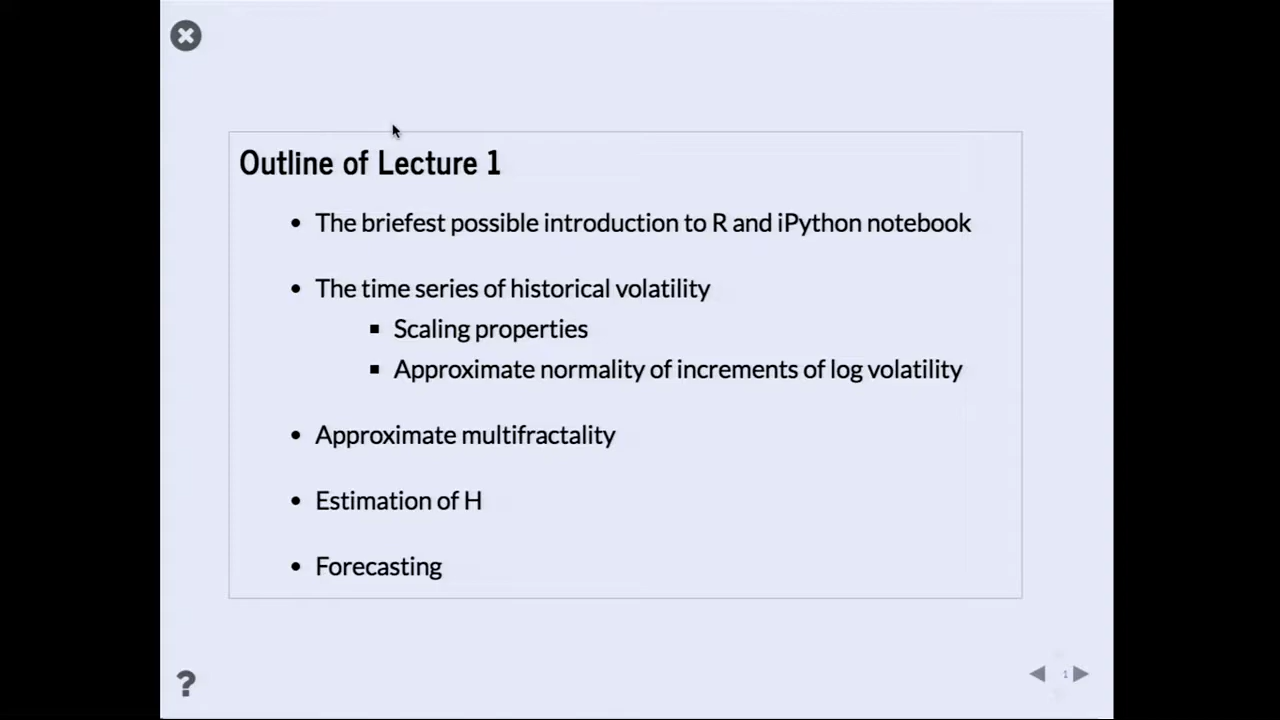 Outline of Lecture 1
• The briefest possible introduction to R and iPython notebook
• The time series of historical volatility
▪ Scaling properties
▪ Approximate normality of increments of log volatility
• Approximate multifractality
• Estimation of H
• Forecasting
?
1